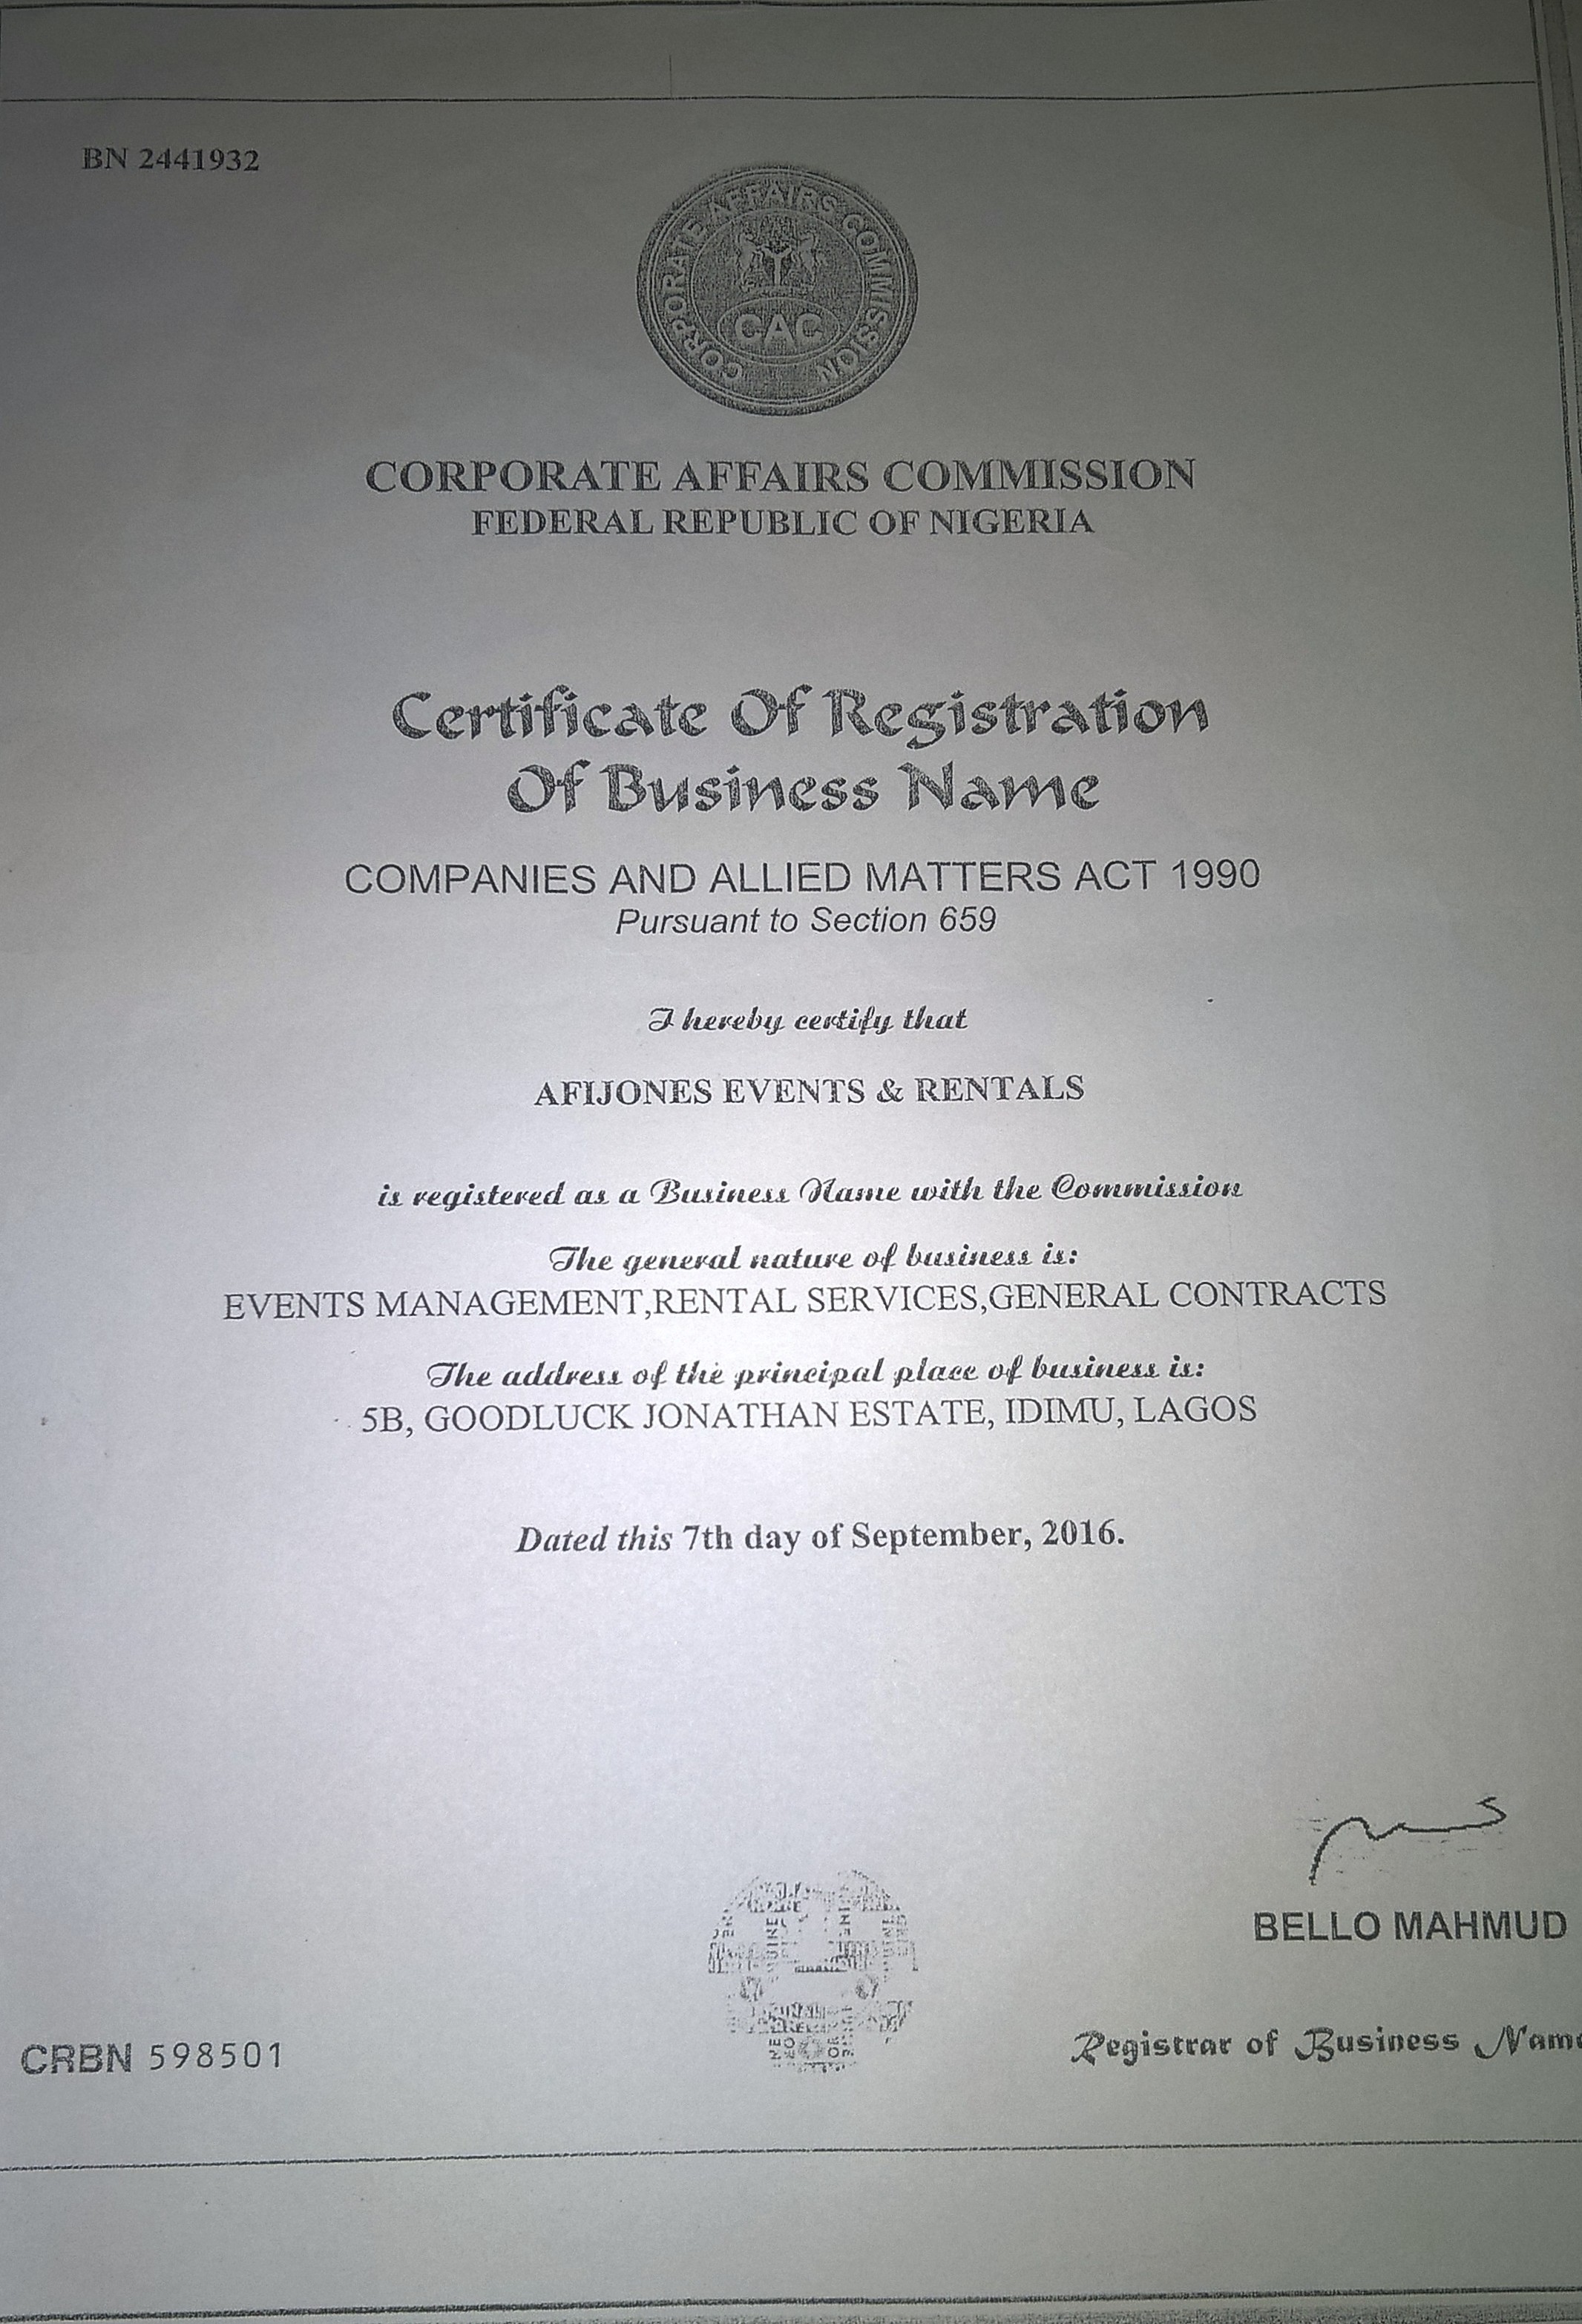 BN 2441932
CORPORATE AFFAIRS COMMISSION
CAC
CORPORATE AFFAIRS COMMISSION
FEDERAL REPUBLIC OF NIGERIA
Certificate Of Registration
Of Business Name
COMPANIES AND ALLIED MATTERS ACT 1990
Pursuant to Section 659
I hereby certify that
AFIJONES EVENTS & RENTALS
is registered as a Business Name with the Commission
The general nature of business is:
EVENTS MANAGEMENT,RENTAL SERVICES,GENERAL CONTRACTS
The address of the principal place of business is:
5B, GOODLUCK JONATHAN ESTATE, IDIMU, LAGOS
Dated this 7th day of September, 2016.
BELLO MAHMUD
CRBN 598501
Registrar of Business Name